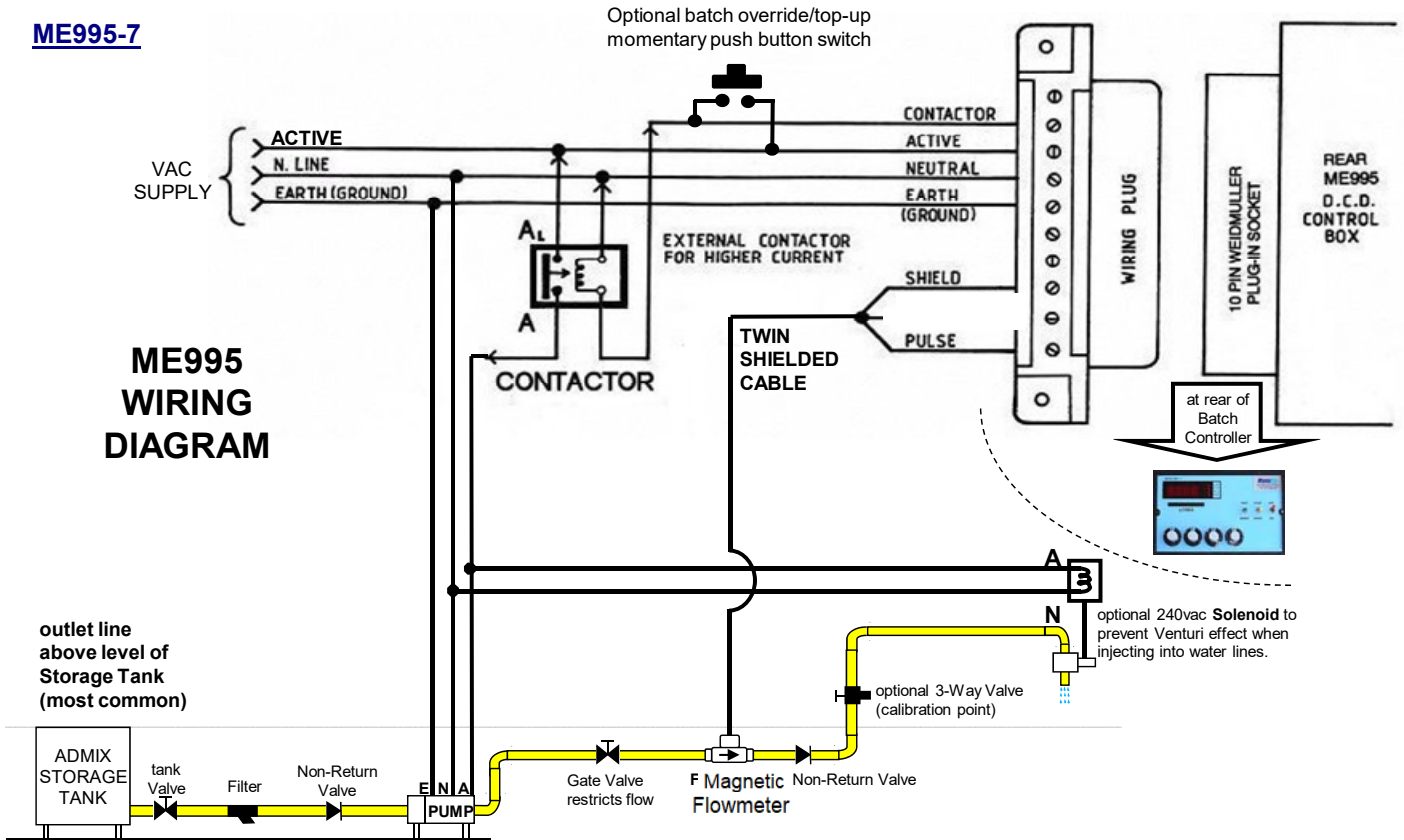 ME995-7
Optional batch override/top-up
momentary push button switch
VAC
SUPPLY
ACTIVE
N. LINE
EARTH (GROUND)
CONTACTOR
ACTIVE
NEUTRAL
EARTH
(GROUND)
SHIELD
PULSE
WIRING PLUG
10 PIN WEIDMULLER
PLUG-IN SOCKET
REAR
ME995
D.C.D.
CONTROL
BOX
AL
A
EXTERNAL CONTACTOR
FOR HIGHER CURRENT
CONTACTOR
TWIN
SHIELDED
CABLE
ME995
WIRING
DIAGRAM
at rear of
Batch
Controller
A
N
optional 240vac Solenoid to
prevent Venturi effect when
injecting into water lines.
outlet line
above level of
Storage Tank
(most common)
optional 3-Way Valve
(calibration point)
ADMIX
STORAGE
TANK
tank
Valve
Filter
Non-Return
Valve
E N A
PUMP
Gate Valve
restricts flow
F Magnetic
Flowmeter
Non-Return Valve